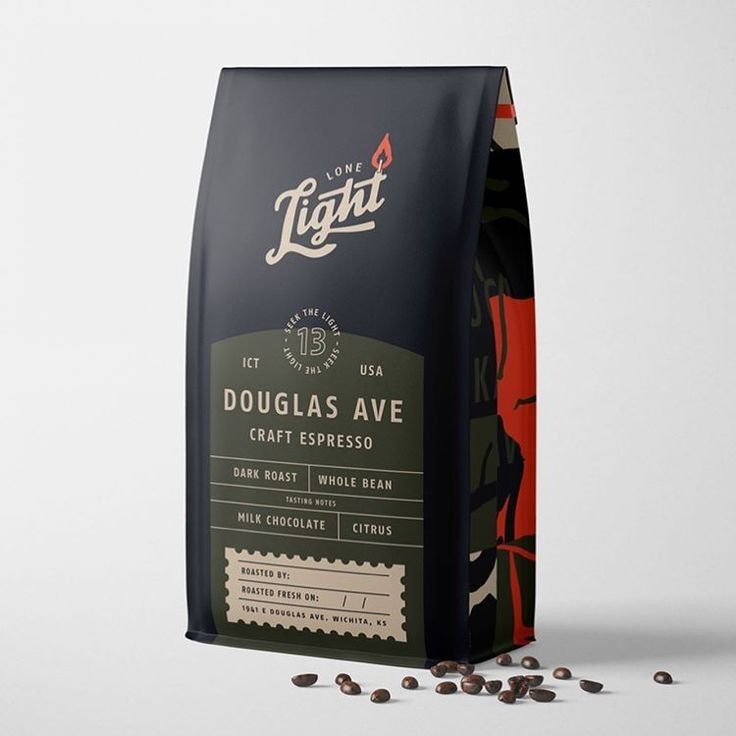 LONE
Light
SEEK THE LIGHT - SEEK THE LIGHT -
13
ICT USA
DOUGLAS AVE
CRAFT ESPRESSO
DARK ROAST WHOLE BEAN
TASTING NOTES
MILK CHOCOLATE CITRUS
ROASTED BY:
ROASTED FRESH ON: / /
1941 E DOUGLAS AVE, WICHITA, KS